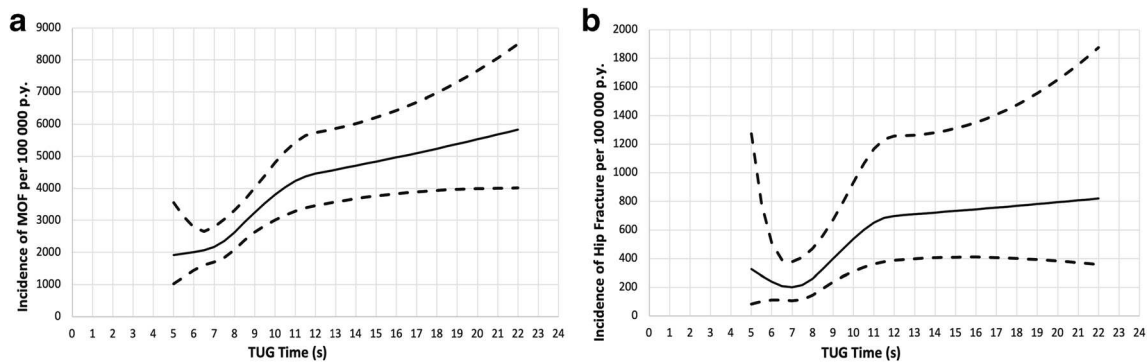 a
Incidence of MOF per 100 000 p.y.
9000
8000
7000
6000
5000
4000
3000
2000
1000
0
0 1 2 3 4 5 6 7 8 9 10 11 12 13 14 15 16 17 18 19 20 21 22 23 24
TUG Time (s)
b
Incidence of Hip Fracture per 100 000 p.y.
2000
1800
1600
1400
1200
1000
800
600
400
200
0
0 1 2 3 4 5 6 7 8 9 10 11 12 13 14 15 16 17 18 19 20 21 22 23 24
TUG Time (s)